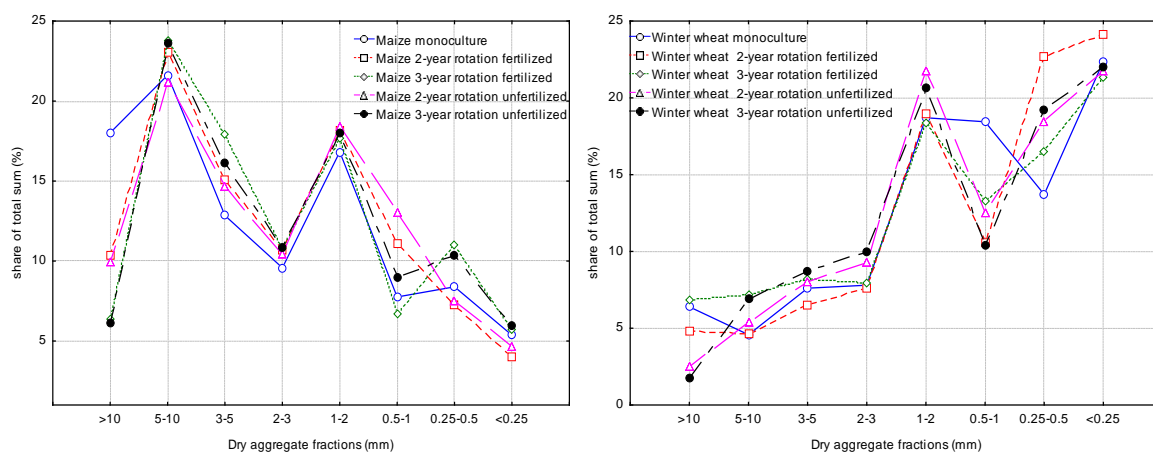 25
20
15
10
5
share of total sum (%)
Maize monoculture
Maize 2-year rotation fertilized
Maize 3-year rotation fertilized
Maize 2-year rotation unfertilized
Maize 3-year rotation unfertilized
>10 5-10 3-5 2-3 1-2 0.5-1 0.25-0.5 <0.25
Dry aggregate fractions (mm)
25
20
15
10
5
0
share of total sum (%)
Winter wheat monoculture
Winter wheat 2-year rotation fertilized
Winter wheat 3-year rotation fertilized
Winter wheat 2-year rotation unfertilized
Winter wheat 3-year rotation unfertilized
>10 5-10 3-5 2-3 1-2 0.5-1 0.25-0.5 <0.25
Dry aggregate fractions (mm)